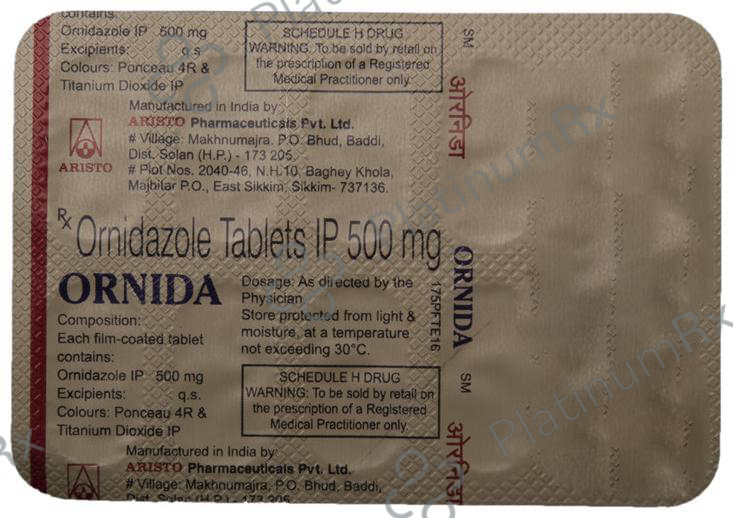 contains:
Ornidazole IP 500 mg
Excipients: q.s.
Colours: Ponceau 4R &
Titanium Dioxide IP
SCHEDULE H DRUG
WARNING: To be sold by retail on
the prescription of a Registered
Medical Practitioner only.
Manufactured in India by:
ARISTO Pharmaceuticals Pvt. Ltd.
# Village: Makhnumajra, P.O. Bhud, Baddi,
Dist. Solan (H.P.) - 173 205.
# Plot Nos. 2040-46, N.H.10, Baghey Khola,
Majhitar P.O., East Sikkim, Sikkim- 737136.
ARISTO
SM
ओरनिडा
Rx Ornidazole Tablets IP 500 mg
ORNIDA
Composition:
Each film-coated tablet
contains:
Ornidazole IP 500 mg
Excipients: q.s.
Colours: Ponceau 4R &
Titanium Dioxide IP
Dosage: As directed by the
Physician.
Store protected from light &
moisture, at a temperature
not exceeding 30°C.
175PFTE16
ORNIDA
SM
ओरनिडा
SCHEDULE H DRUG
WARNING: To be sold by retail on
the prescription of a Registered
Medical Practitioner only.
Manufactured in India by:
ARISTO Pharmaceuticals Pvt. Ltd.
# Village: Makhnumajra, P.O. Bhud, Baddi,
Dist. Solan (H.P.) - 173 205
PlatinumRx
PlatinumRx